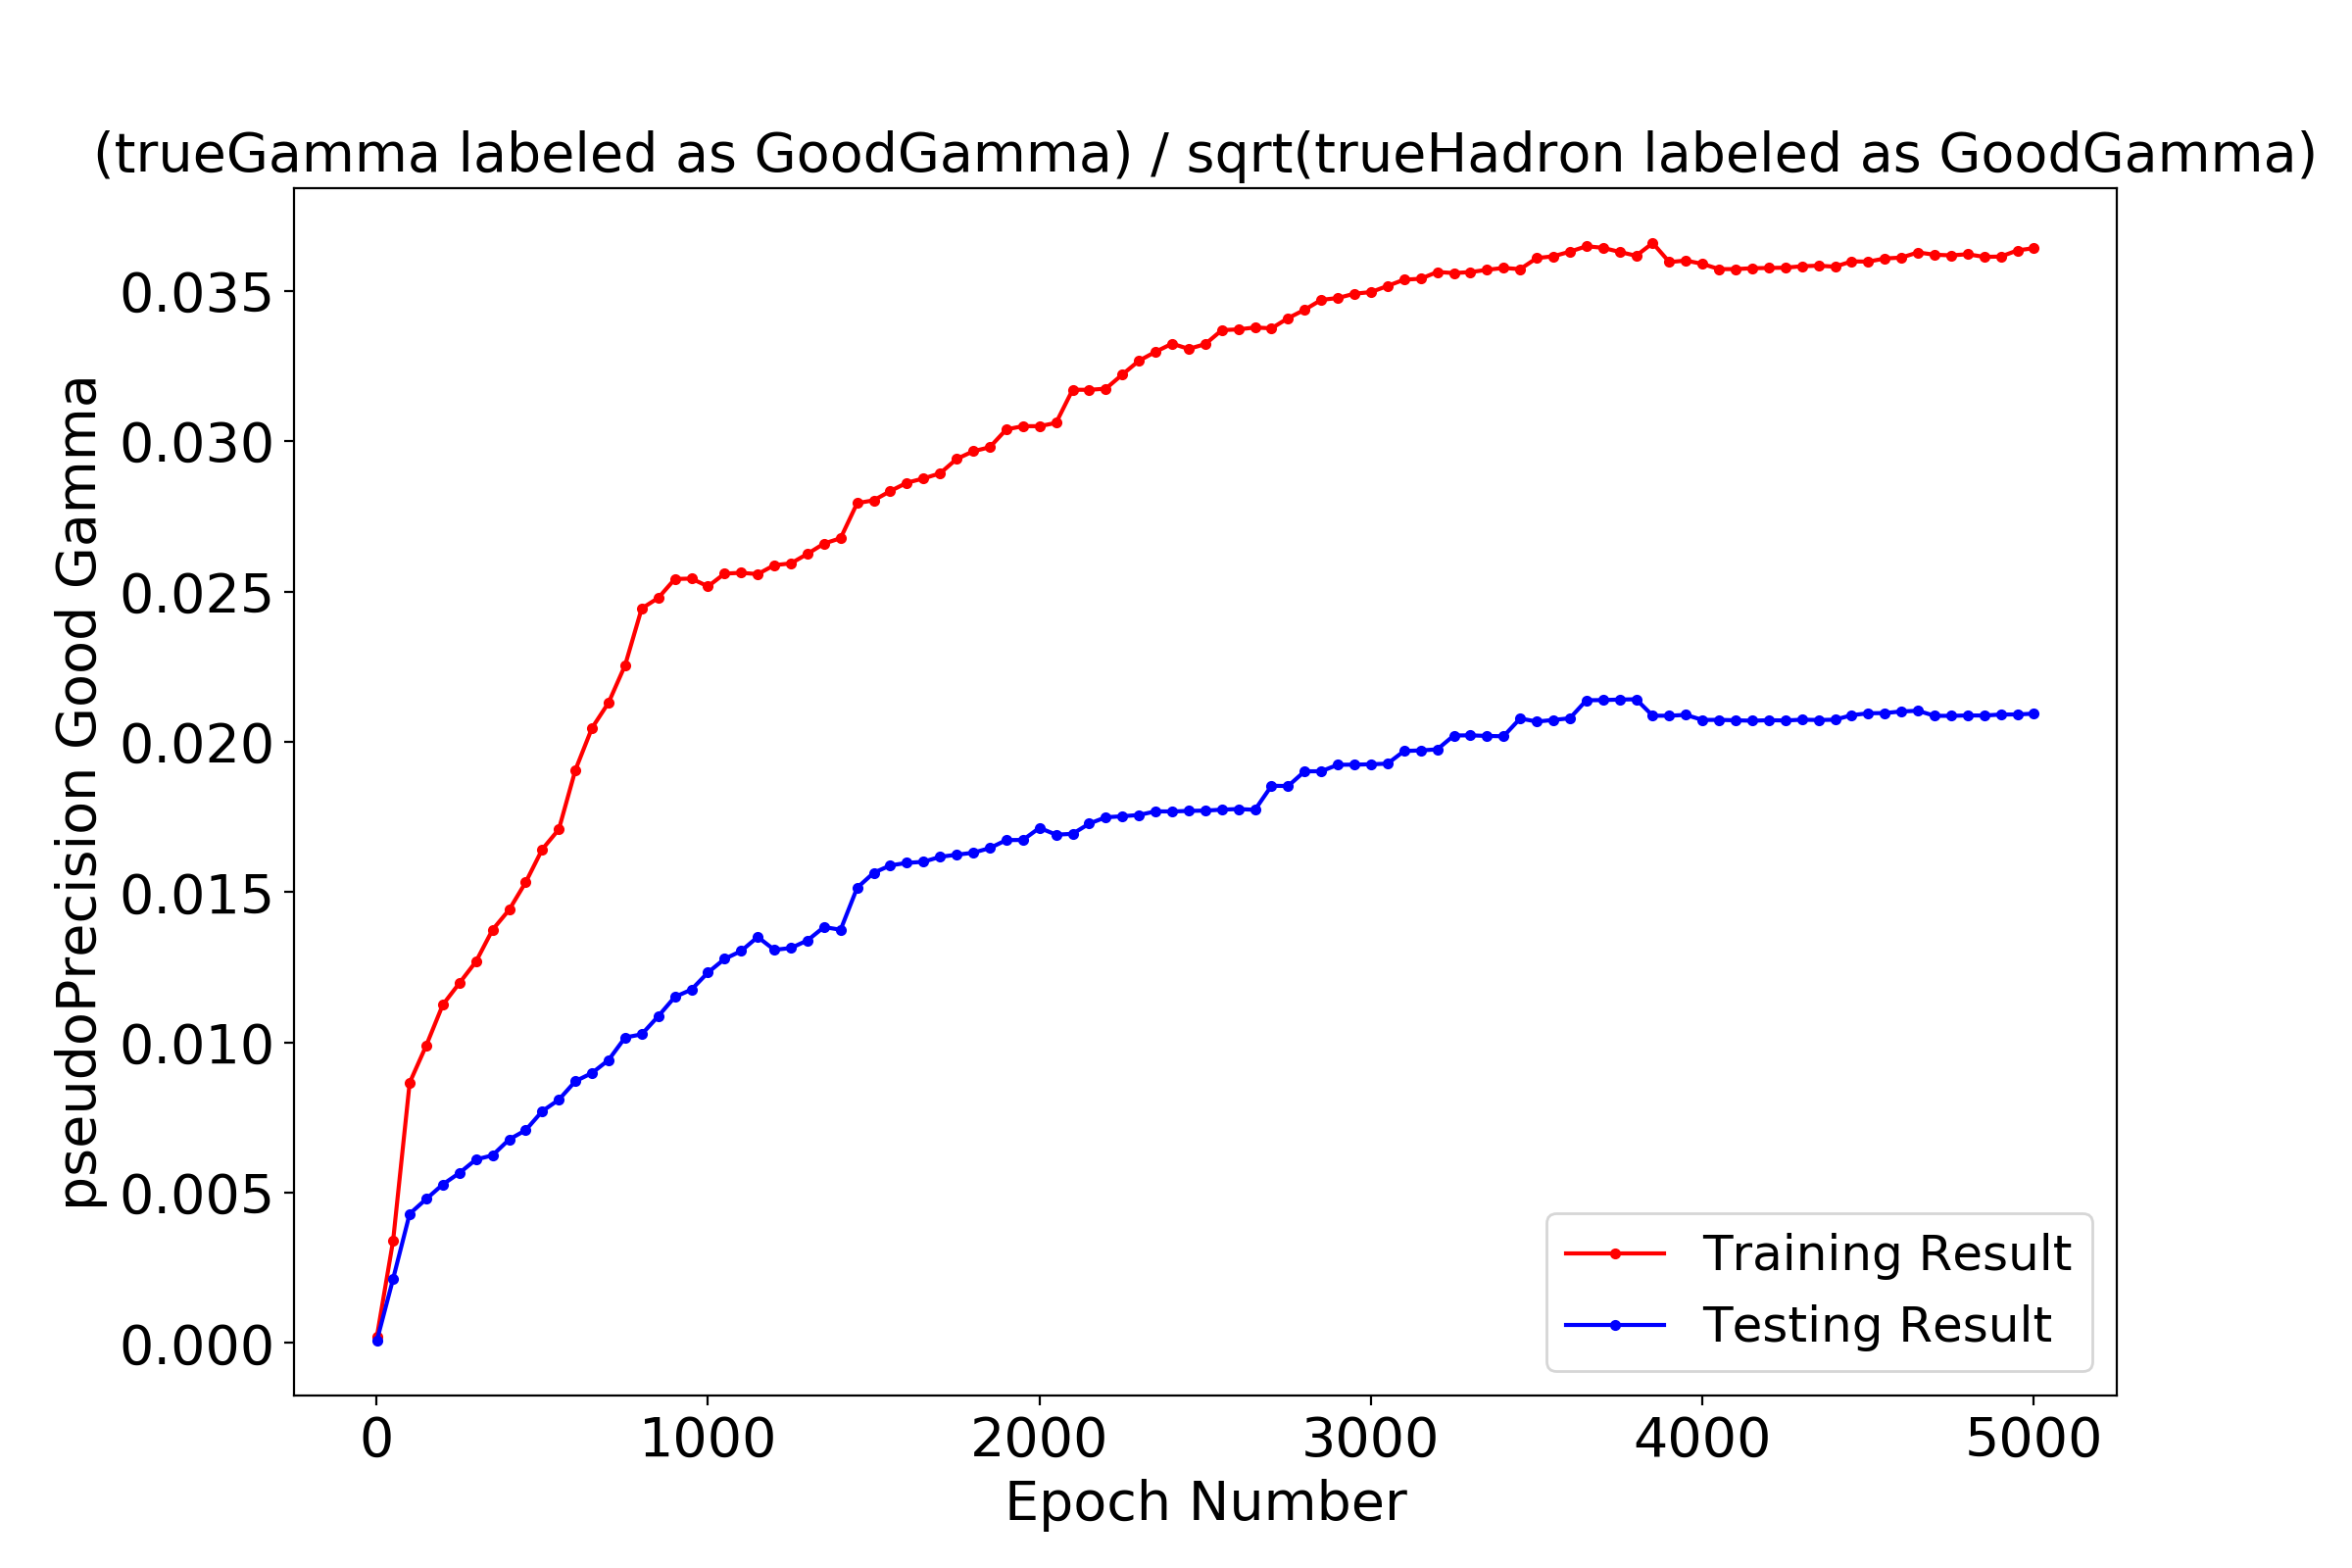 (trueGamma labeled as GoodGamma) / sqrt(trueHadron labeled as GoodGamma)
pseudoPrecision Good Gamma
0.035
0.030
0.025
0.020
0.015
0.010
0.005
0.000
Training Result
Testing Result
0 1000 2000 3000 4000 5000
Epoch Number